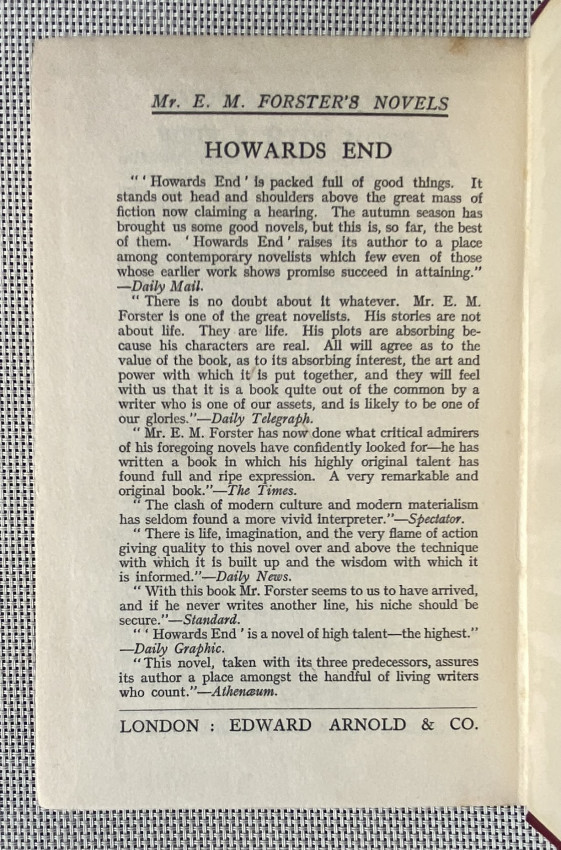 Mr. E. M. FORSTER'S NOVELS
HOWARDS END
"'Howards End' is packed full of good things. It
stands out head and shoulders above the great mass of
fiction now claiming a hearing. The autumn season has
brought us some good novels, but this is, so far, the best
of them. 'Howards End' raises its author to a place
among contemporary novelists which few even of those
whose earlier work shows promise succeed in attaining."
—Daily Mail.
"There is no doubt about it whatever. Mr. E. M.
Forster is one of the great novelists. His stories are not
about life. They are life. His plots are absorbing be-
cause his characters are real. All will agree as to the
value of the book, as to its absorbing interest, the art and
power with which it is put together, and they will feel
with us that it is a book quite out of the common by a
writer who is one of our assets, and is likely to be one of
our glories."—Daily Telegraph.
"Mr. E. M. Forster has now done what critical admirers
of his foregoing novels have confidently looked for—he has
written a book in which his highly original talent has
found full and ripe expression. A very remarkable and
original book."—The Times.
"The clash of modern culture and modern materialism
has seldom found a more vivid interpreter."—Spectator.
"There is life, imagination, and the very flame of action
giving quality to this novel over and above the technique
with which it is built up and the wisdom with which it
is informed."—Daily News.
"With this book Mr. Forster seems to us to have arrived,
and if he never writes another line, his niche should be
secure."—Standard.
"'Howards End' is a novel of high talent—the highest."
—Daily Graphic.
"This novel, taken with its three predecessors, assures
its author a place amongst the handful of living writers
who count."—Athenæum.
LONDON : EDWARD ARNOLD & CO.